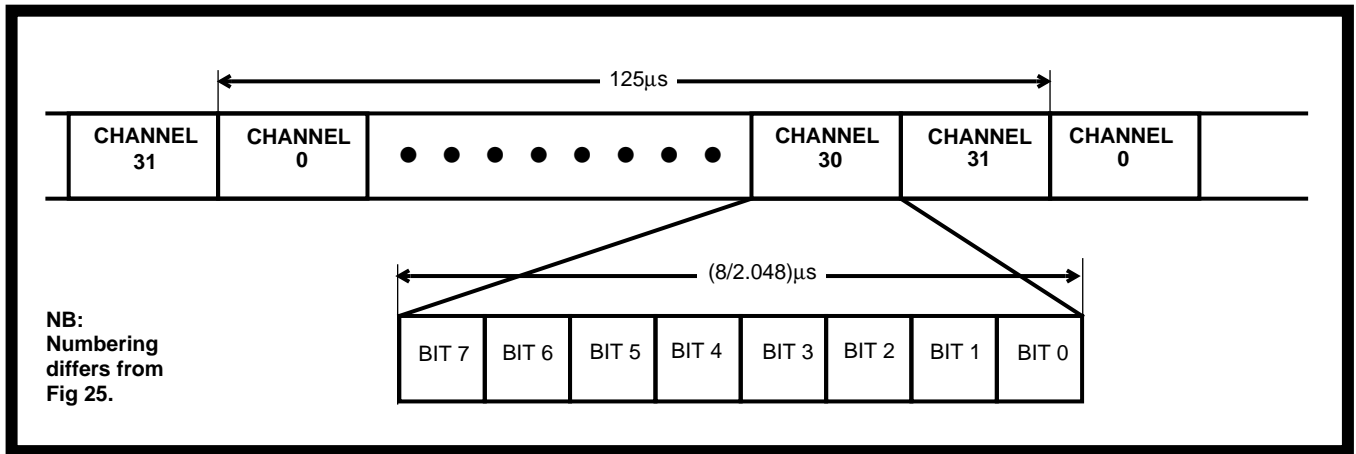 125μs
CHANNEL
31
CHANNEL
0
CHANNEL
30
CHANNEL
31
CHANNEL
0
(8/2.048)μs
BIT 7
BIT 6
BIT 5
BIT 4
BIT 3
BIT 2
BIT 1
BIT 0
NB:
Numbering
differs from
Fig 25.